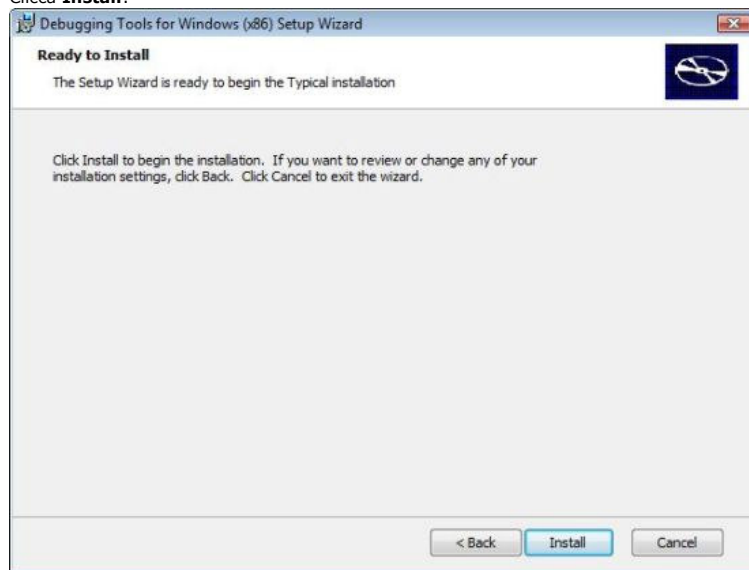 Clicca Install:
Debugging Tools for Windows (x86) Setup Wizard
Ready to Install
The Setup Wizard is ready to begin the Typical installation
Click Install to begin the installation. If you want to review or change any of your
installation settings, click Back. Click Cancel to exit the wizard.
< Back
Install
Cancel